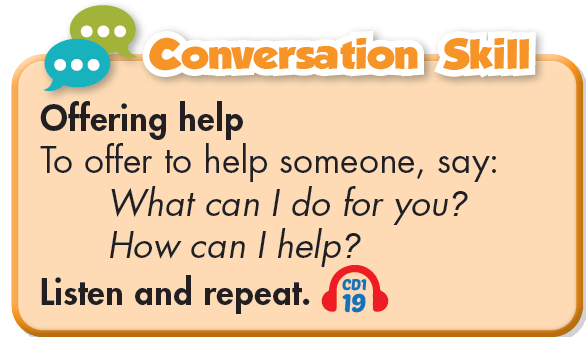 Conversation Skill
Offering help
To offer to help someone, say:
What can I do for you?
How can I help?
Listen and repeat.
CD1
19